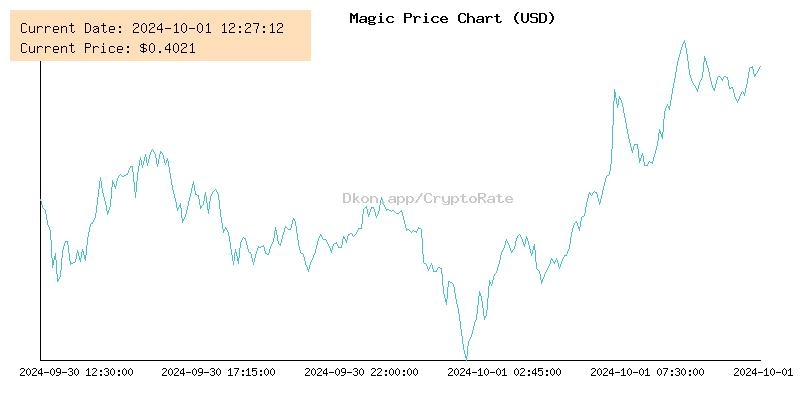 Magic Price Chart (USD)
Current Date: 2024-10-01 12:27:12
Current Price: $0.4021
Dkon.app/CryptoRate
2024-09-30 12:30:00 2024-09-30 17:15:00 2024-09-30 22:00:00 2024-10-01 02:45:00 2024-10-01 07:30:00 2024-10-01